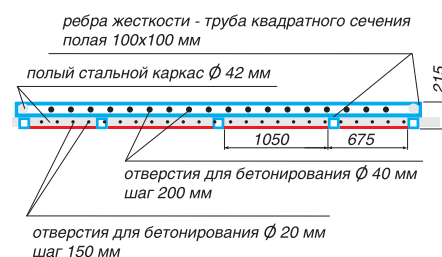 ребра жесткости - труба квадратного сечения
полая 100x100 мм
полый стальной каркас Ø 42 мм
215
1050
675
отверстия для бетонирования Ø 40 мм
шаг 200 мм
отверстия для бетонирования Ø 20 мм
шаг 150 мм